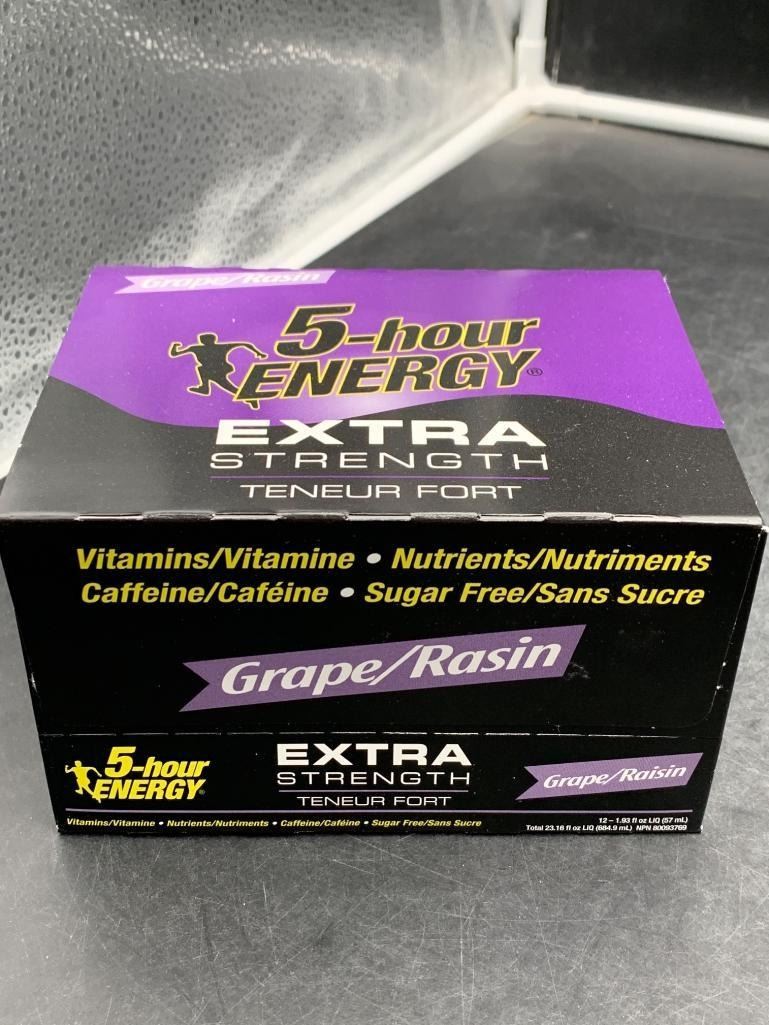 Grape/Rasin
5-hour
ENERGY®
EXTRA
STRENGTH
TENEUR FORT
Vitamins/Vitamine • Nutrients/Nutriments
Caffeine/Caféine • Sugar Free/Sans Sucre
Grape/Rasin
5-hour
ENERGY®
EXTRA
STRENGTH
TENEUR FORT
Grape/Raisin
Vitamins/Vitamine • Nutrients/Nutriments • Caffeine/Caféine • Sugar Free/Sans Sucre
12 – 1.93 fl oz LIQ (57 mL)
Total 23.16 fl oz LIQ (684.9 mL) NPN 80093769